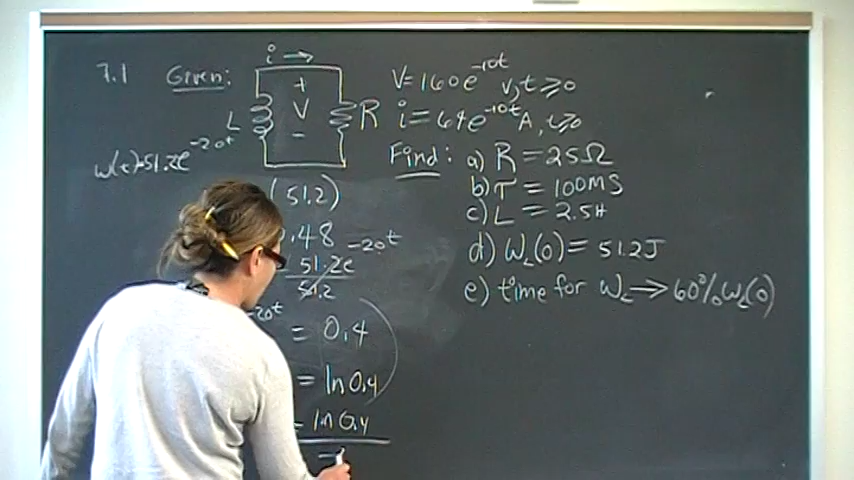 7.1 Given:
i →
L
+
V
-
R
V=160e^-10t V, t≥0
i=6.4e^-10t A, t≥0
w(t)=51.2e^-20t
Find: a) R = 25Ω
b) τ = 100MS
c) L = 2.5H
d) W_L(0) = 51.2J
e) time for W_L → 60% W_L(0)
(51.2)
.48
51.2e^-20t
51.2
-20t = 0.4
= ln 0.4
= ln 0.4